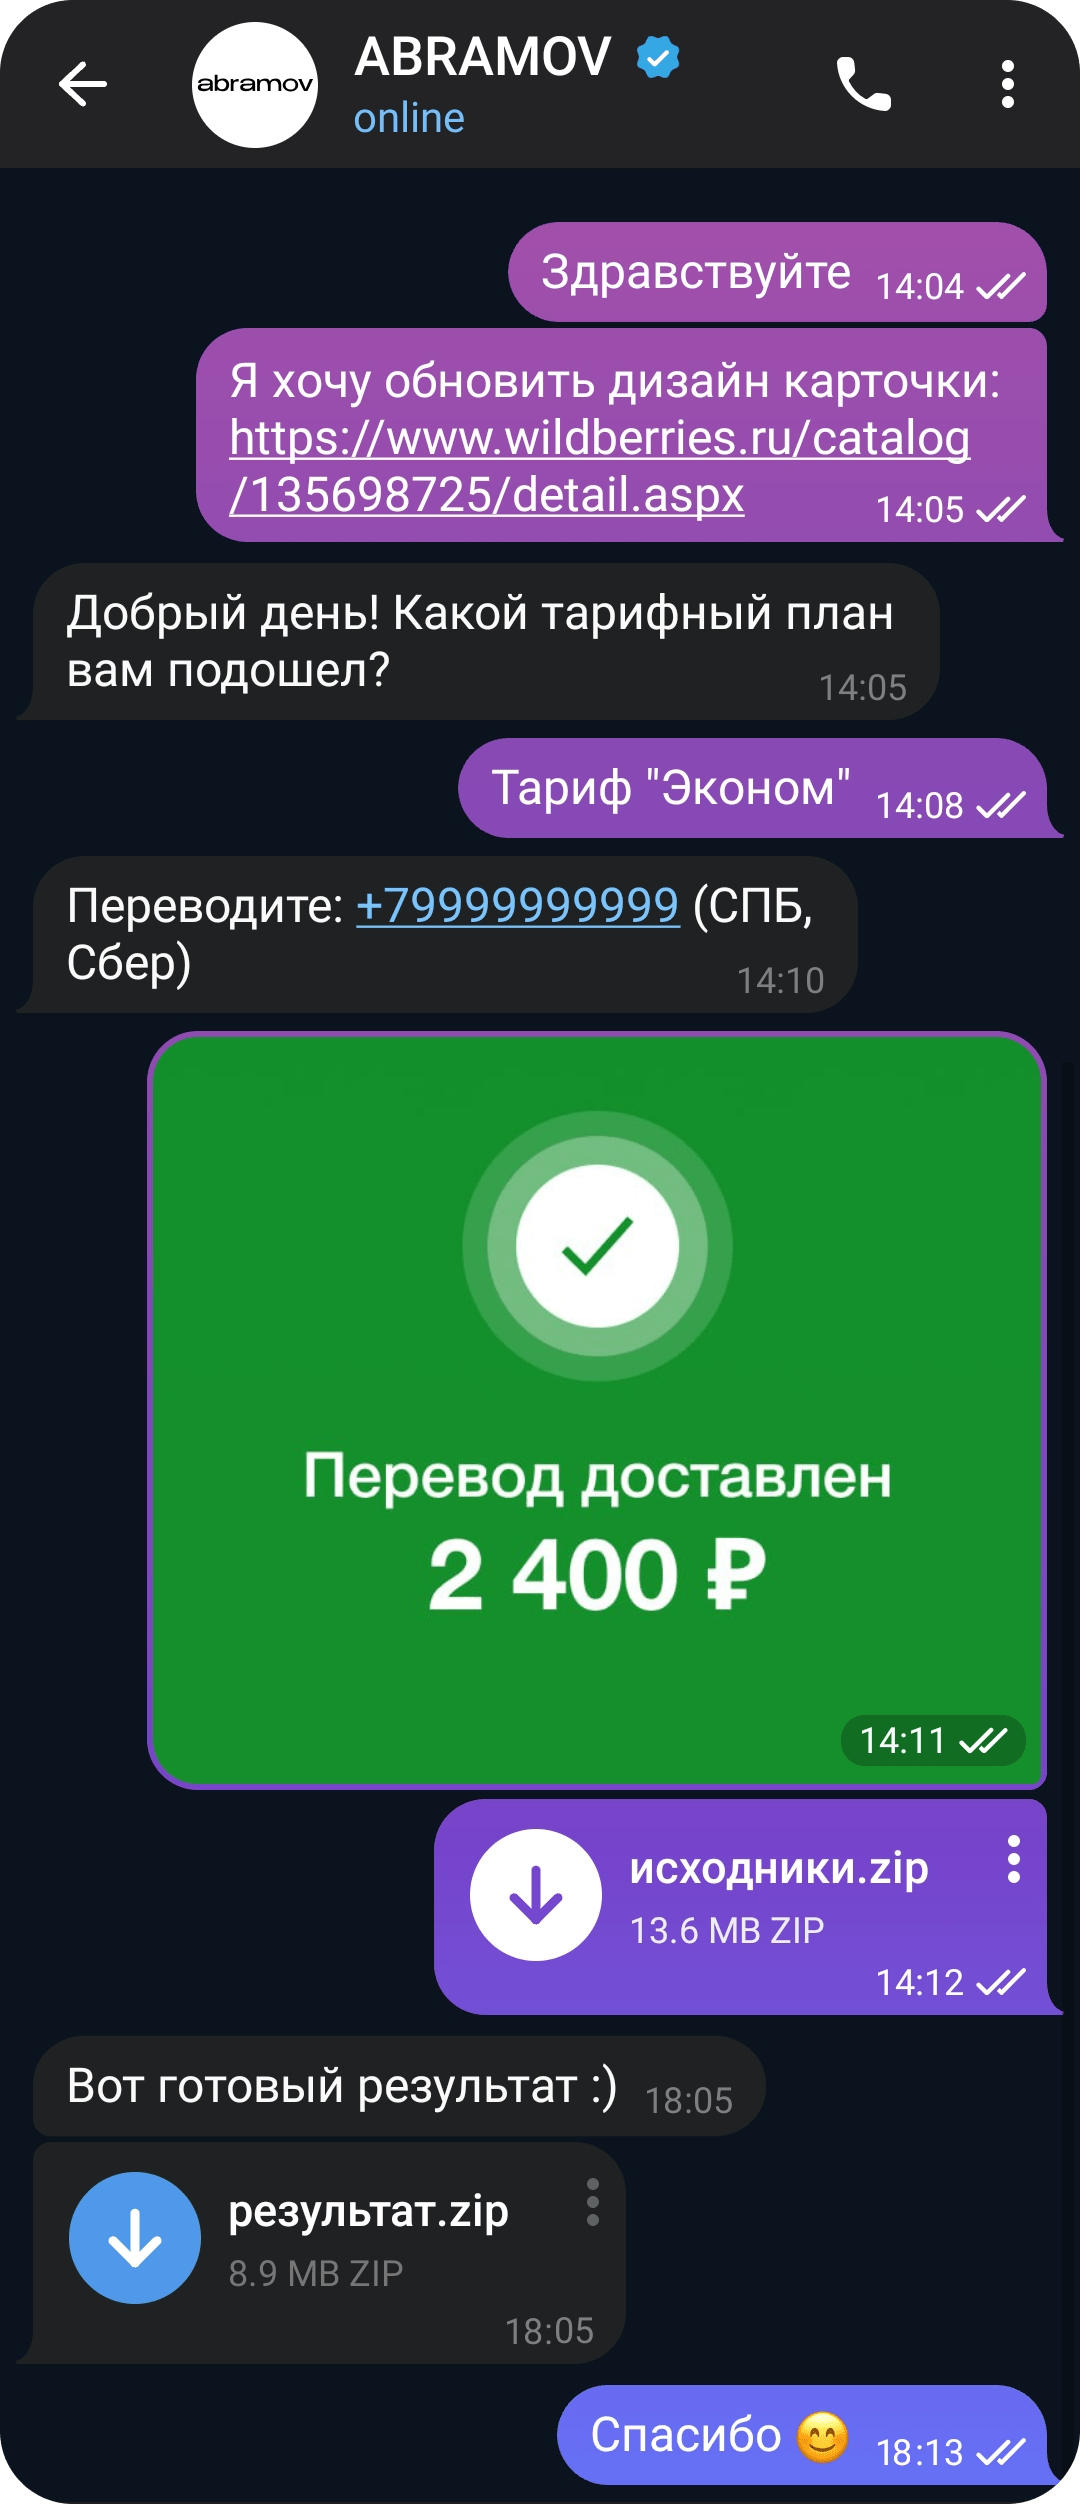 abramov
ABRAMOV
online
Здравствуйте 14:04
Я хочу обновить дизайн карточки:
https://www.wildberries.ru/catalog
/135698725/detail.aspx 14:05
Добрый день! Какой тарифный план
вам подошел? 14:05
Тариф "Эконом" 14:08
Переводите: +79999999999 (СПБ,
Сбер) 14:10
Перевод доставлен
2 400 ₽
14:11
исходники.zip
13.6 MB ZIP
14:12
Вот готовый результат :) 18:05
результат.zip
8.9 MB ZIP
18:05
Спасибо 😊 18:13